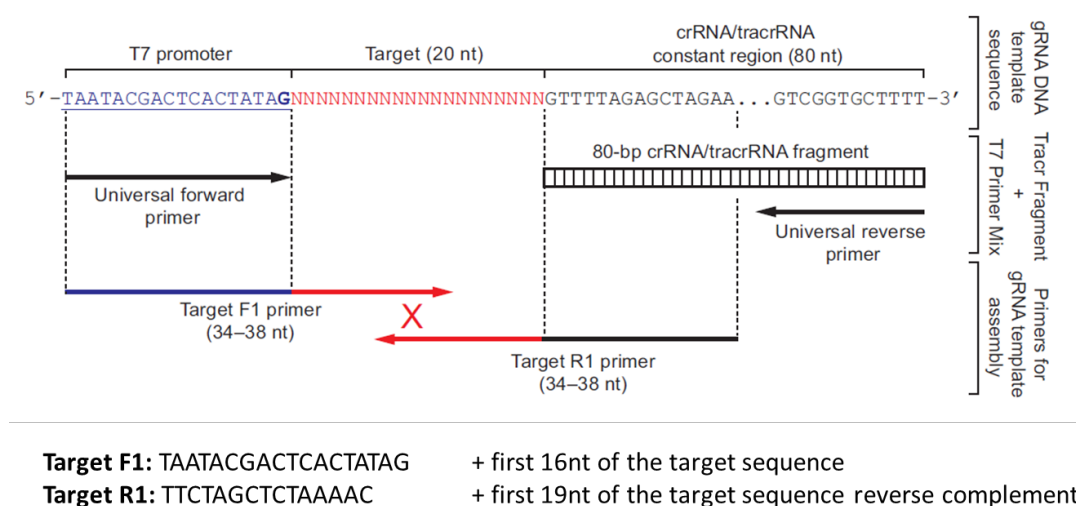 T7 promoter
Target (20 nt)
crRNA/tracrRNA
constant region (80 nt)
5′-TAATACGACTCACTATAGNNNNNNNNNNNNNNNNNNNNGTTTTAGAGCTAGAA...GTCGGTGCTTTT-3′
gRNA DNA
template
sequence
80-bp crRNA/tracrRNA fragment
Universal forward
primer
Universal reverse
primer
Tracr Fragment
+
T7 Primer Mix
Target F1 primer
(34–38 nt)
X
Target R1 primer
(34–38 nt)
Primers for
gRNA template
assembly
Target F1: TAATACGACTCACTATAG + first 16nt of the target sequence
Target R1: TTCTAGCTCTAAAAC + first 19nt of the target sequence reverse complement